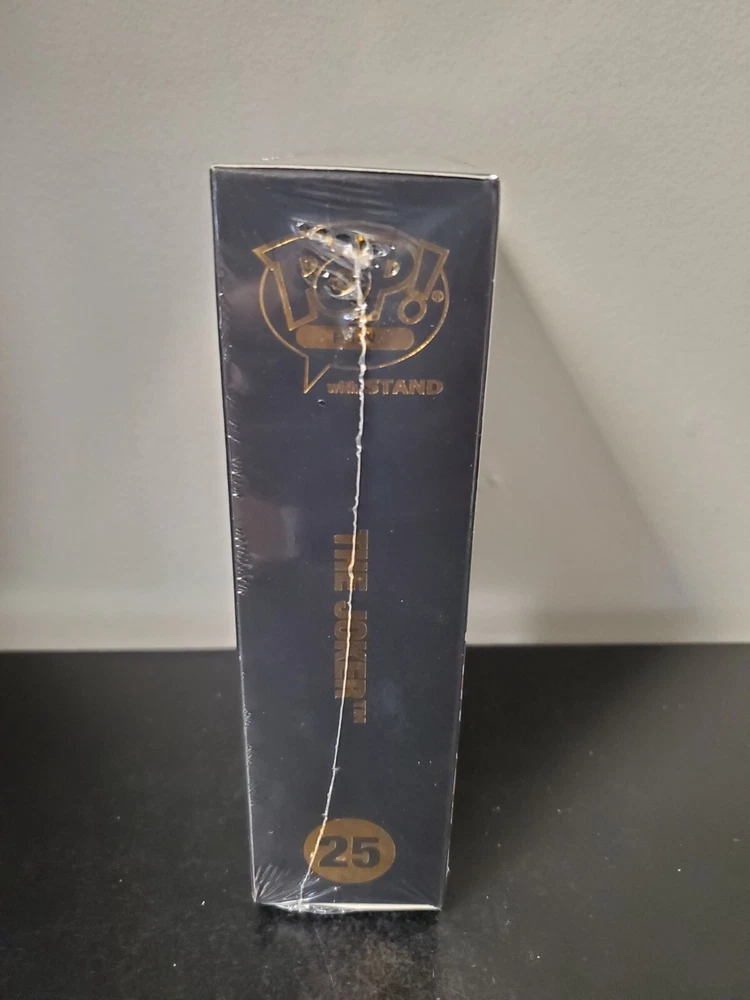 POP!®
with STAND
THE JOKER™
25